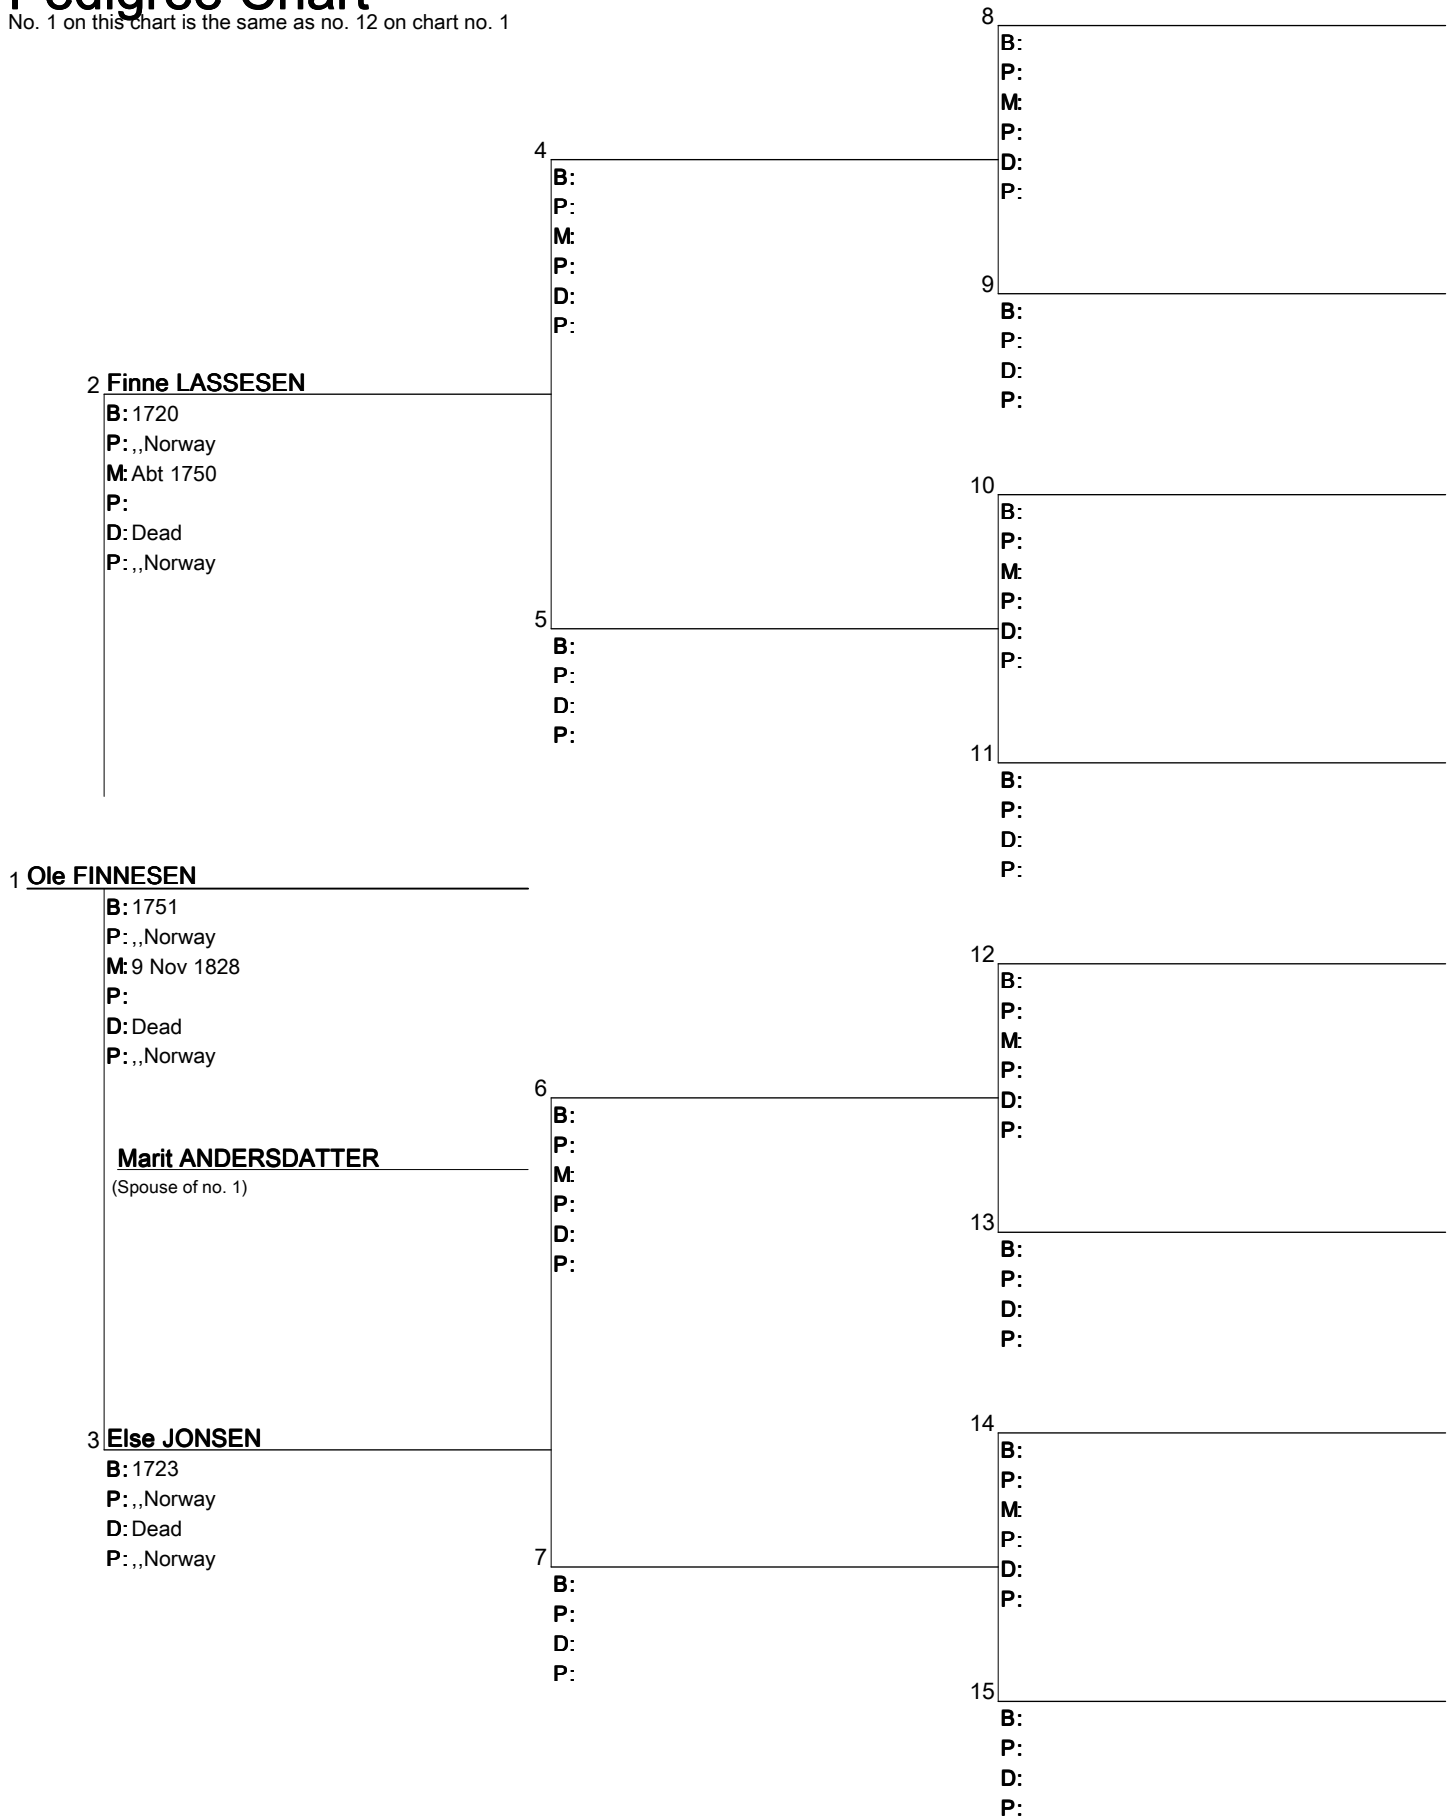 Pedigree Chart
No. 1 on this chart is the same as no. 12 on chart no. 1
8
B:
P:
M:
P:
D:
P:
4
B:
P:
M:
P:
D:
P:
9
B:
P:
D:
P:
2 Finne LASSESEN
B: 1720
P: ,,Norway
M: Abt 1750
P:
D: Dead
P: ,,Norway
10
B:
P:
M:
P:
D:
P:
5
B:
P:
D:
P:
11
B:
P:
D:
P:
1 Ole FINNESEN
B: 1751
P: ,,Norway
M: 9 Nov 1828
P:
D: Dead
P: ,,Norway
12
B:
P:
M:
P:
D:
P:
6
B:
P:
M:
P:
D:
P:
Marit ANDERSDATTER
(Spouse of no. 1)
13
B:
P:
D:
P:
3 Else JONSEN
B: 1723
P: ,,Norway
D: Dead
P: ,,Norway
14
B:
P:
M:
P:
D:
P:
7
B:
P:
D:
P:
15
B:
P:
D:
P: